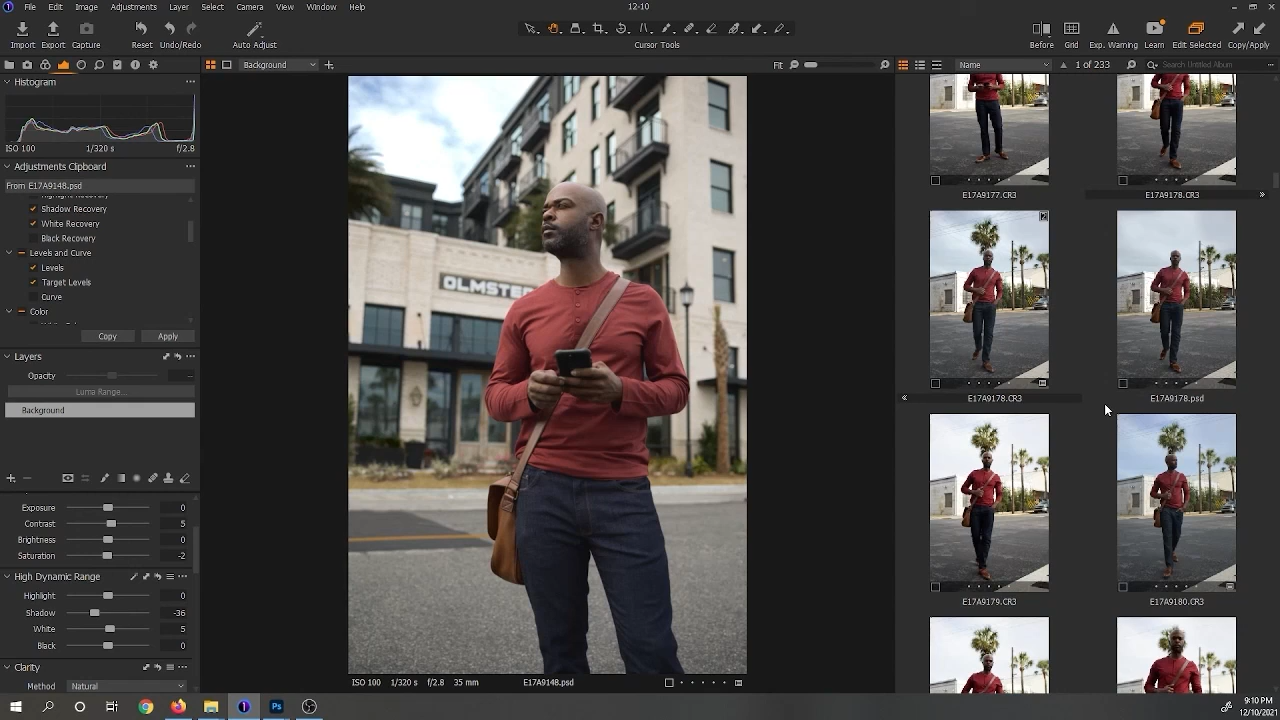 File Edit View Adjustments Layer Select Camera Image View Window Help
12-10
Import Export Capture
Reset Undo/Redo
Auto Adjust
Cursor Tools
Before Grid Exp. Warning Learn Edit Selected Copy/Apply
Background
Fit
Name
1 of 233
Search Untitled Album
Histogram
ISO 100 1/320 s f/2.8
Adjustments Clipboard
From E17A9148.psd
Shadow Recovery
White Recovery
Black Recovery
Levels and Curve
Levels
Target Levels
Curve
Color
Copy Apply
Layers
Opacity
Luma Range...
Background
Exposure 0
Contrast 5
Brightness 0
Saturation -2
High Dynamic Range
Highlight 0
Shadow -36
White 5
Black 0
Clarity
Method Natural
OLMSTE
ISO 100 1/320 s f/2.8 35 mm E17A9148.psd
E17A9177.CR3 E17A9178.CR3
2
E17A9178.CR3 E17A9178.psd
E17A9179.CR3 E17A9180.CR3
Ps
9:10 PM
12/10/2021